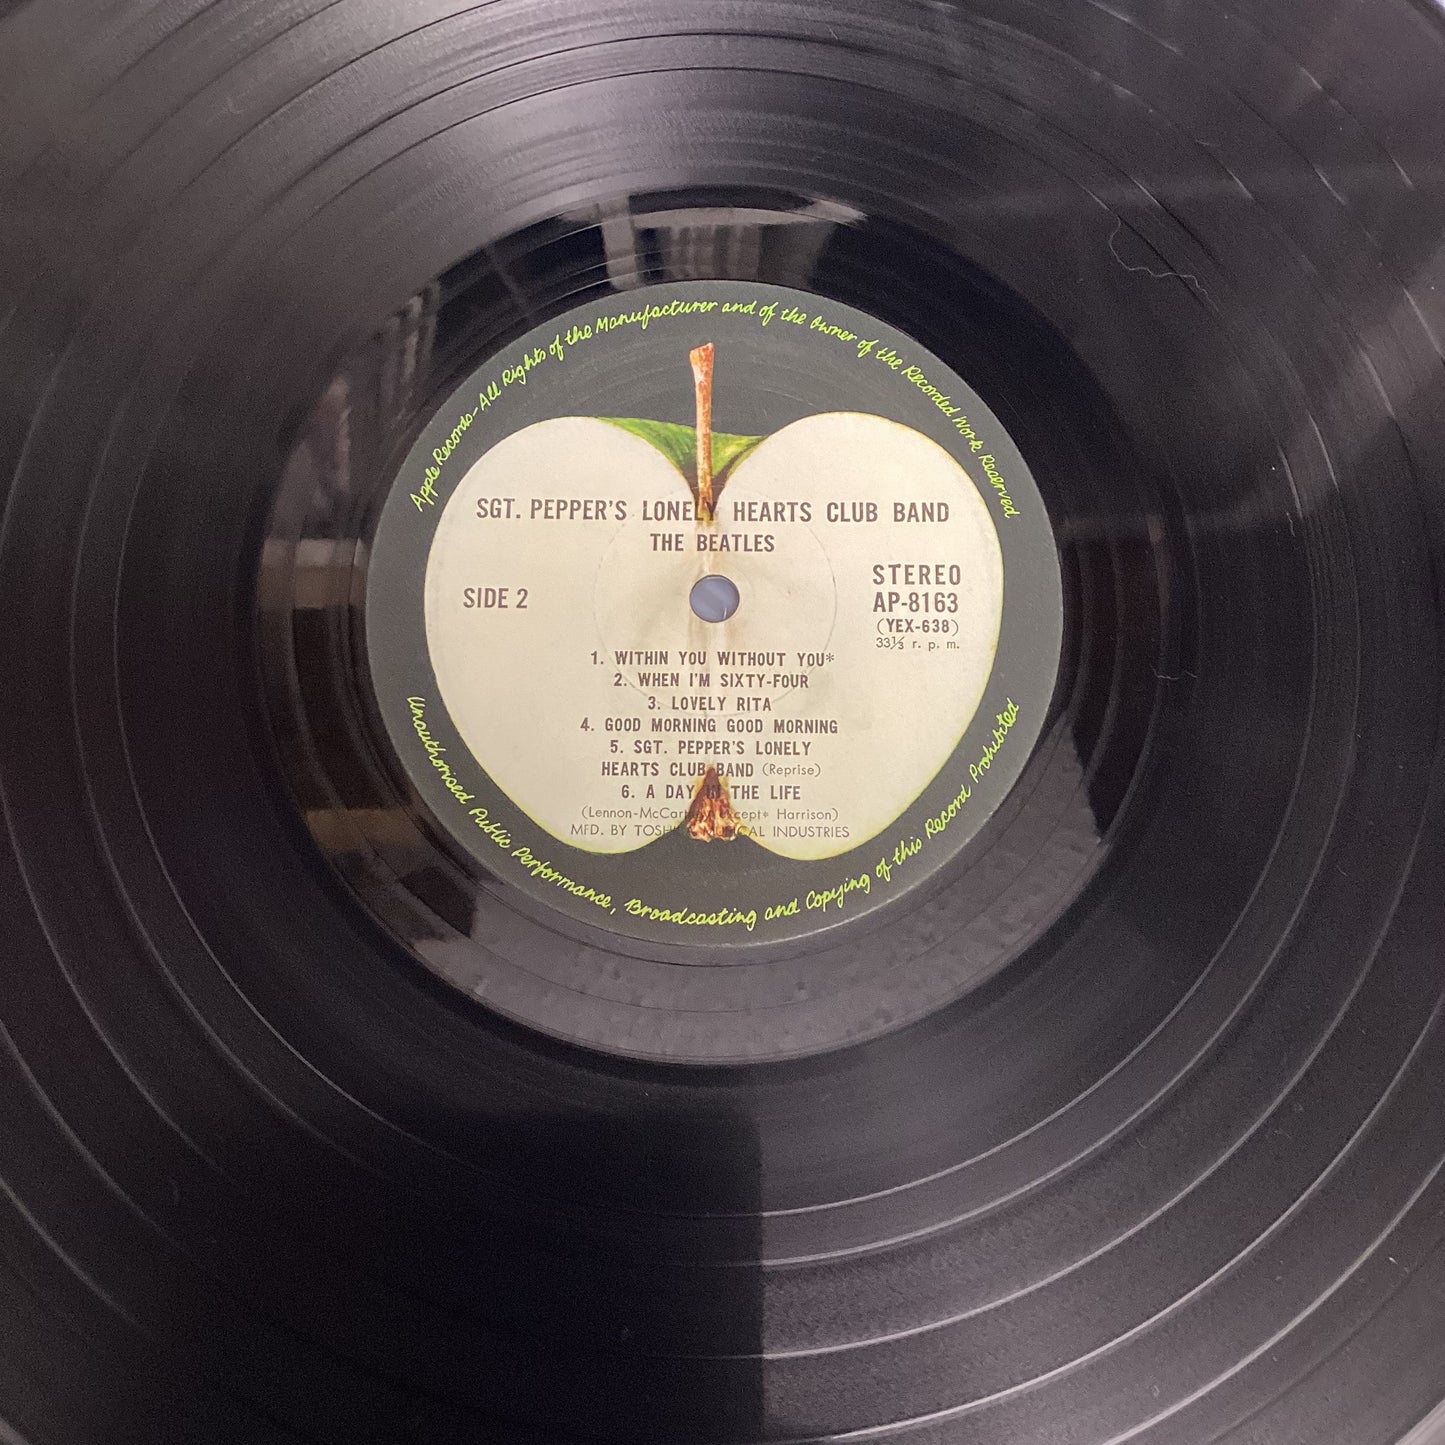 Apple Records-All Rights of the Manufacturer and of the Owner of the Recorded Work Reserved
SGT. PEPPER'S LONELY HEARTS CLUB BAND
THE BEATLES
SIDE 2
STEREO
AP-8163
(YEX-638)
33⅓ r. p. m.
1. WITHIN YOU WITHOUT YOU*
2. WHEN I'M SIXTY-FOUR
3. LOVELY RITA
4. GOOD MORNING GOOD MORNING
5. SGT. PEPPER'S LONELY
HEARTS CLUB BAND (Reprise)
6. A DAY IN THE LIFE
(Lennon-McCartney except* Harrison)
MFD. BY MUSICAL INDUSTRIES
Unauthorised Public Performance, Broadcasting and Copying of this Record Prohibited